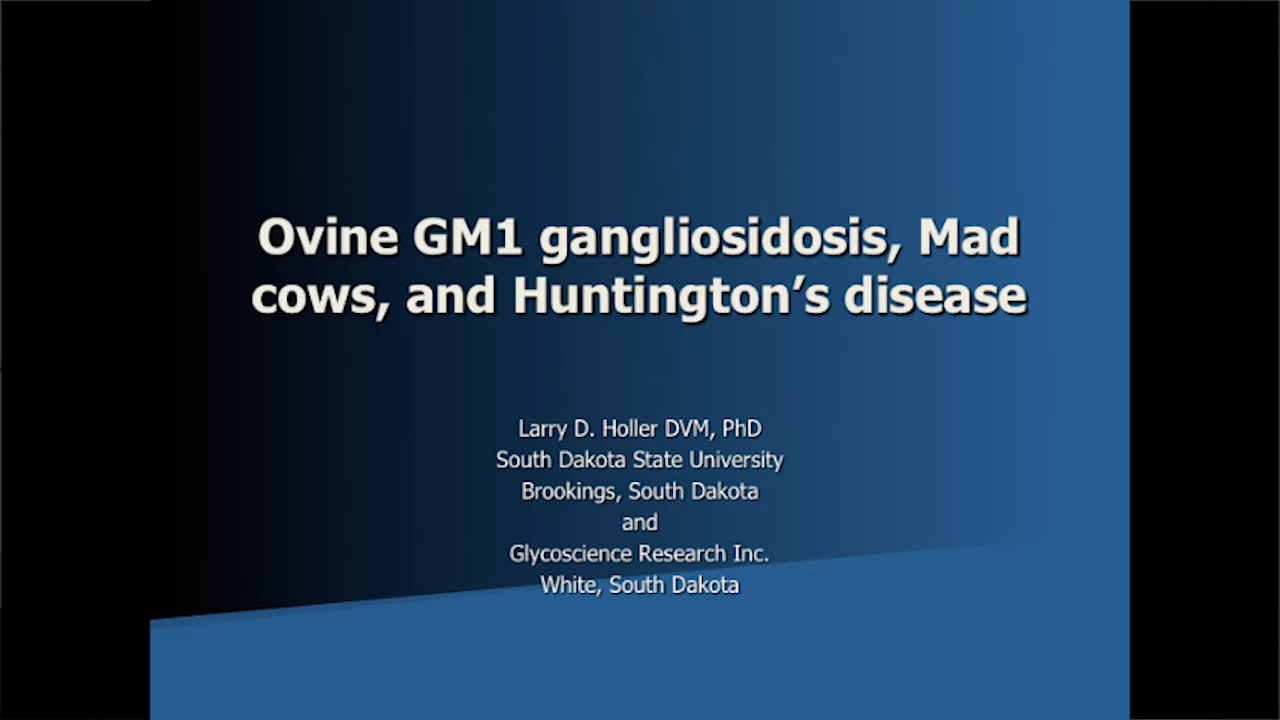 Ovine GM1 gangliosidosis, Mad
cows, and Huntington’s disease
Larry D. Holler DVM, PhD
South Dakota State University
Brookings, South Dakota
and
Glycoscience Research Inc.
White, South Dakota